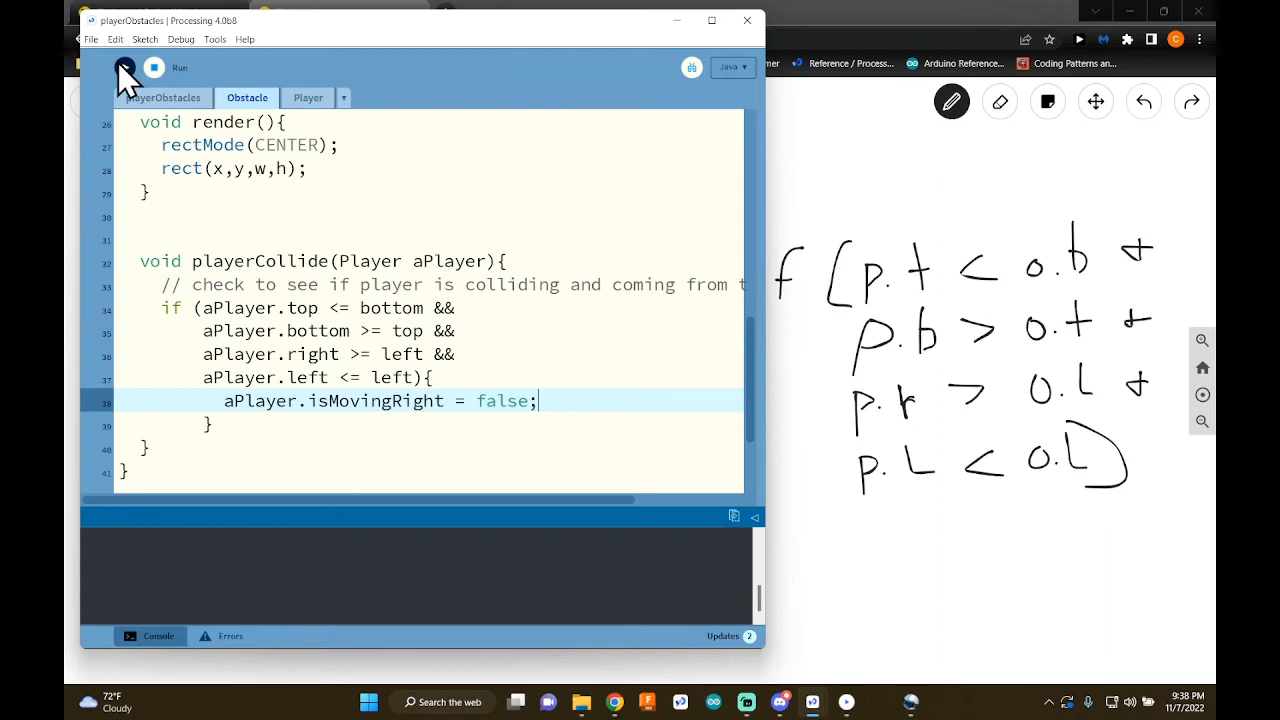 playerObstacles | Processing 4.0b8
File Edit Sketch Debug Tools Help
Run
Java ▾
playerObstacles Obstacle Player ▾
26 void render(){
27 rectMode(CENTER);
28 rect(x,y,w,h);
29 }
30
31
32 void playerCollide(Player aPlayer){
33 // check to see if player is colliding and coming from t
34 if (aPlayer.top <= bottom &&
35 aPlayer.bottom >= top &&
36 aPlayer.right >= left &&
37 aPlayer.left <= left){
38 aPlayer.isMovingRight = false;
39 }
40 }
41 }
Console Errors Updates 2
Reference / Process... Arduino Reference... Coding Patterns an...
C
f (p.t < o.b +
p.b > o.t +
p.r > o.L +
p.L < o.L)
72°F
Cloudy
Search the web
9:38 PM
11/7/2022